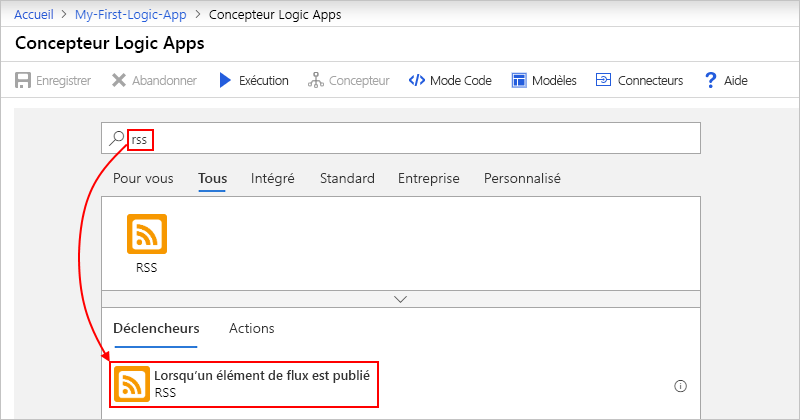 Accueil > My-First-Logic-App > Concepteur Logic Apps
Concepteur Logic Apps
Enregistrer Abandonner Exécution Concepteur </> Mode Code Modèles Connecteurs ? Aide
rss
Pour vous Tous Intégré Standard Entreprise Personnalisé
RSS
Déclencheurs Actions
Lorsqu'un élément de flux est publié
RSS